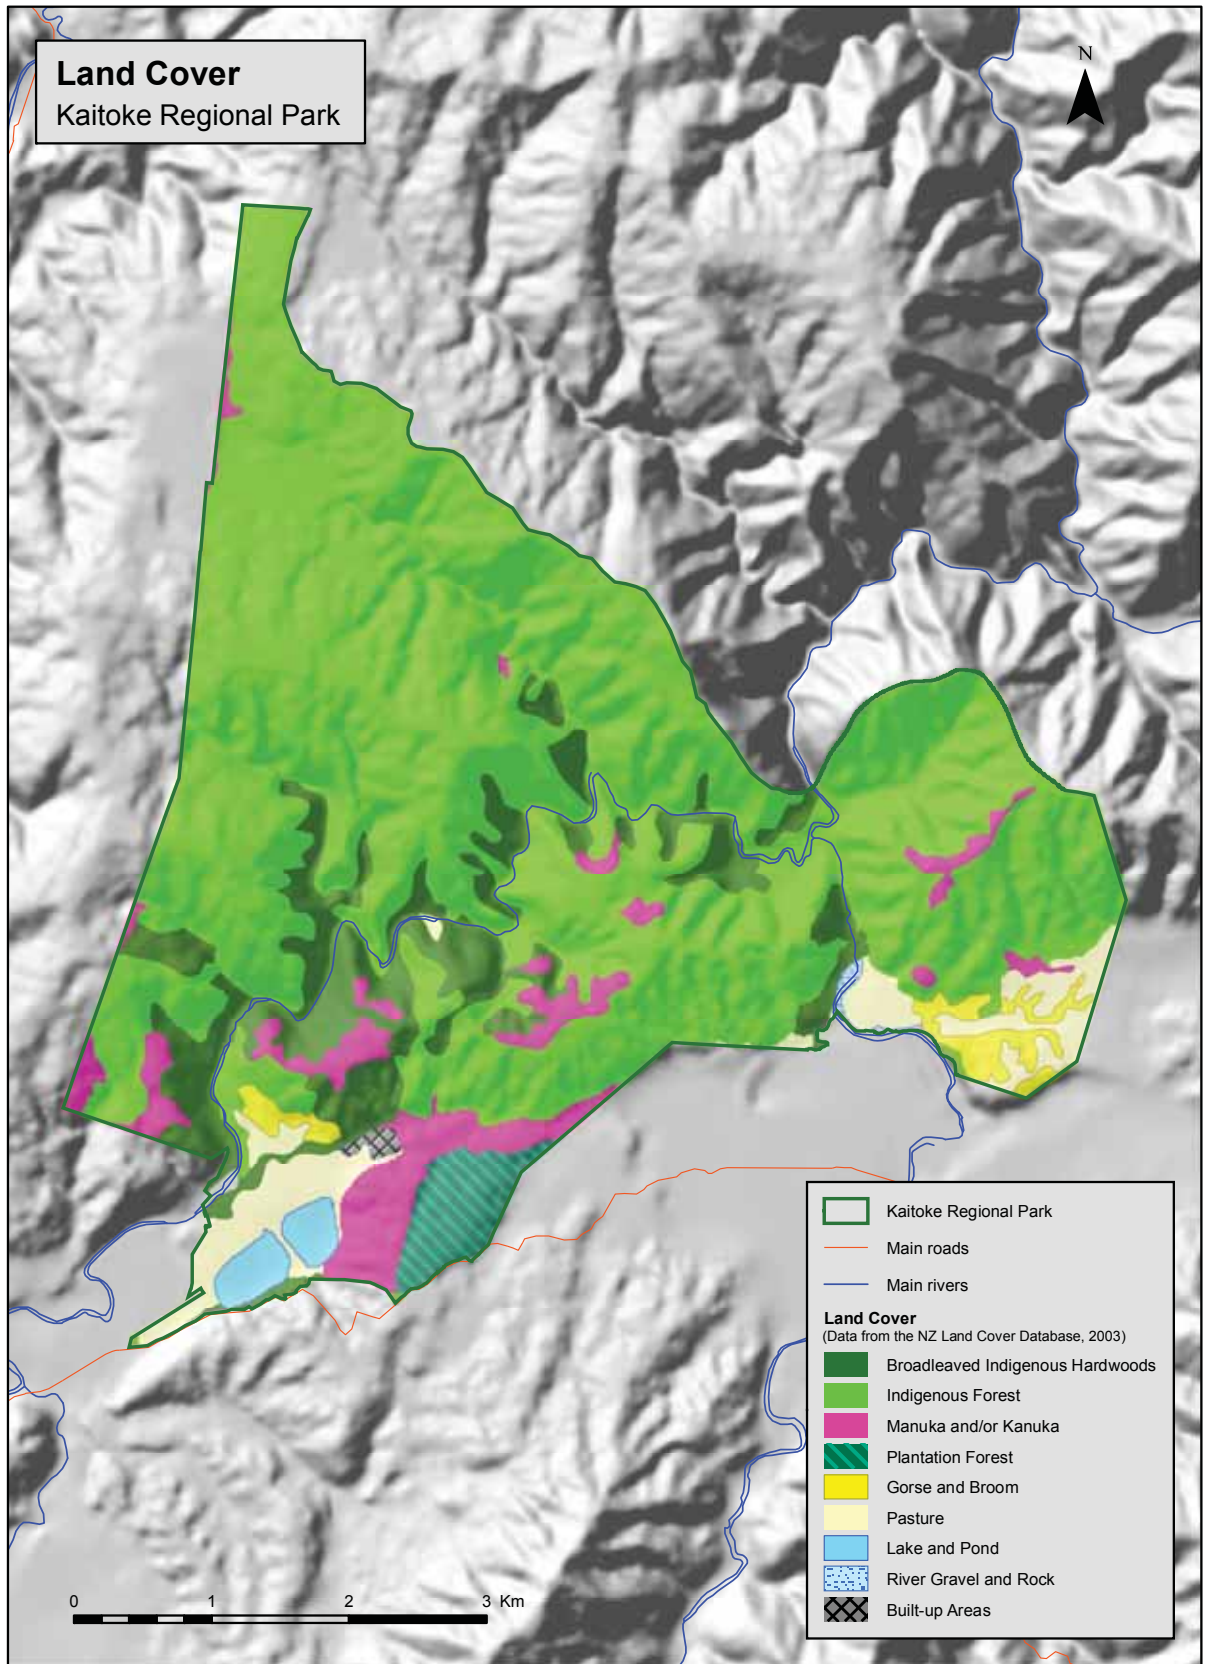 Land Cover
Kaitoke Regional Park
N
Kaitoke Regional Park
Main roads
Main rivers
Land Cover
(Data from the NZ Land Cover Database, 2003)
Broadleaved Indigenous Hardwoods
Indigenous Forest
Manuka and/or Kanuka
Plantation Forest
Gorse and Broom
Pasture
Lake and Pond
River Gravel and Rock
Built-up Areas
0 1 2 3 Km